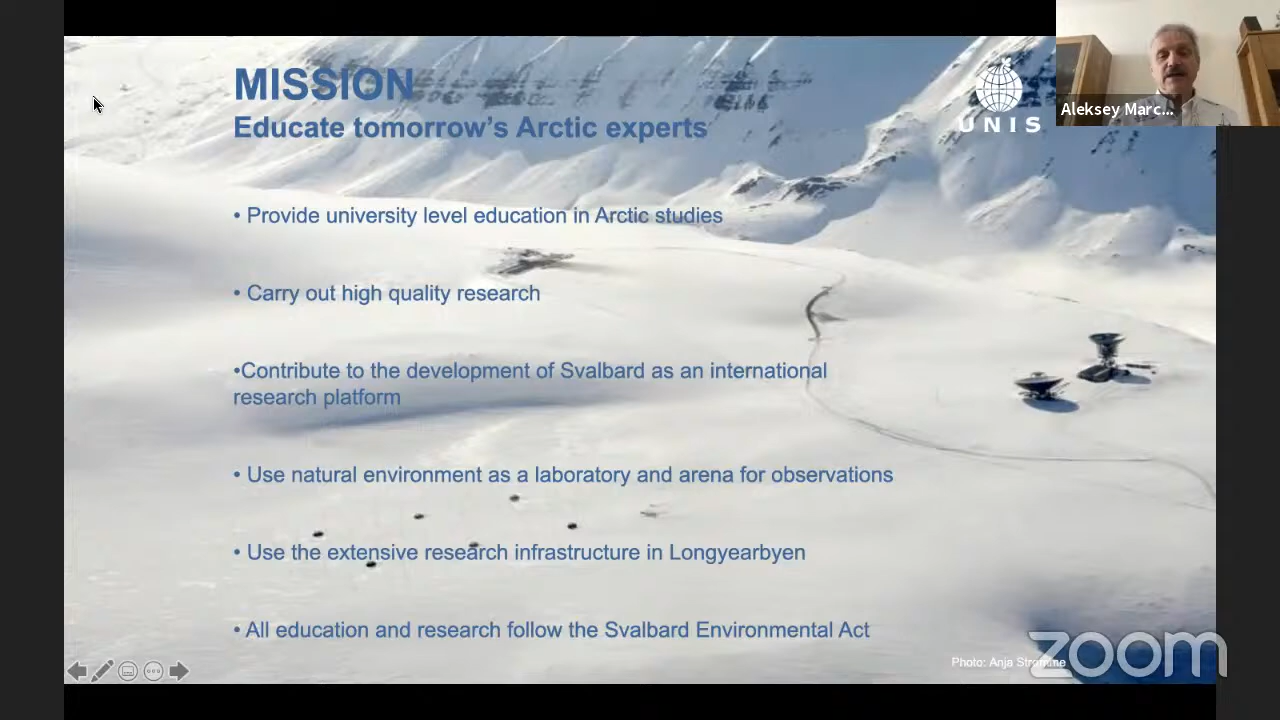 MISSION
Educate tomorrow's Arctic experts
UNIS
Aleksey Marc...
• Provide university level education in Arctic studies
• Carry out high quality research
•Contribute to the development of Svalbard as an international
research platform
• Use natural environment as a laboratory and arena for observations
• Use the extensive research infrastructure in Longyearbyen
• All education and research follow the Svalbard Environmental Act
Photo: Anja
zoom